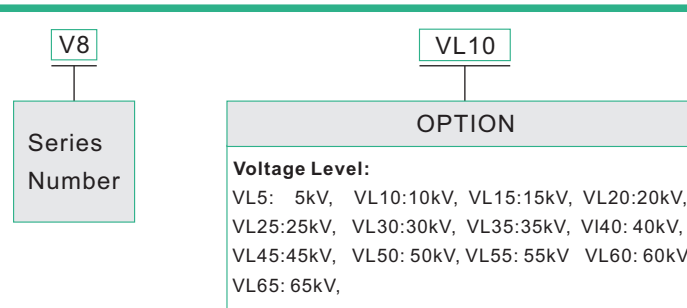 V8
VL10
Series
Number
OPTION
Voltage Level:
VL5: 5kV, VL10:10kV, VL15:15kV, VL20:20kV,
VL25:25kV, VL30:30kV, VL35:35kV, Vl40: 40kV,
VL45:45kV, VL50: 50kV, VL55: 55kV VL60: 60kV
VL65: 65kV,